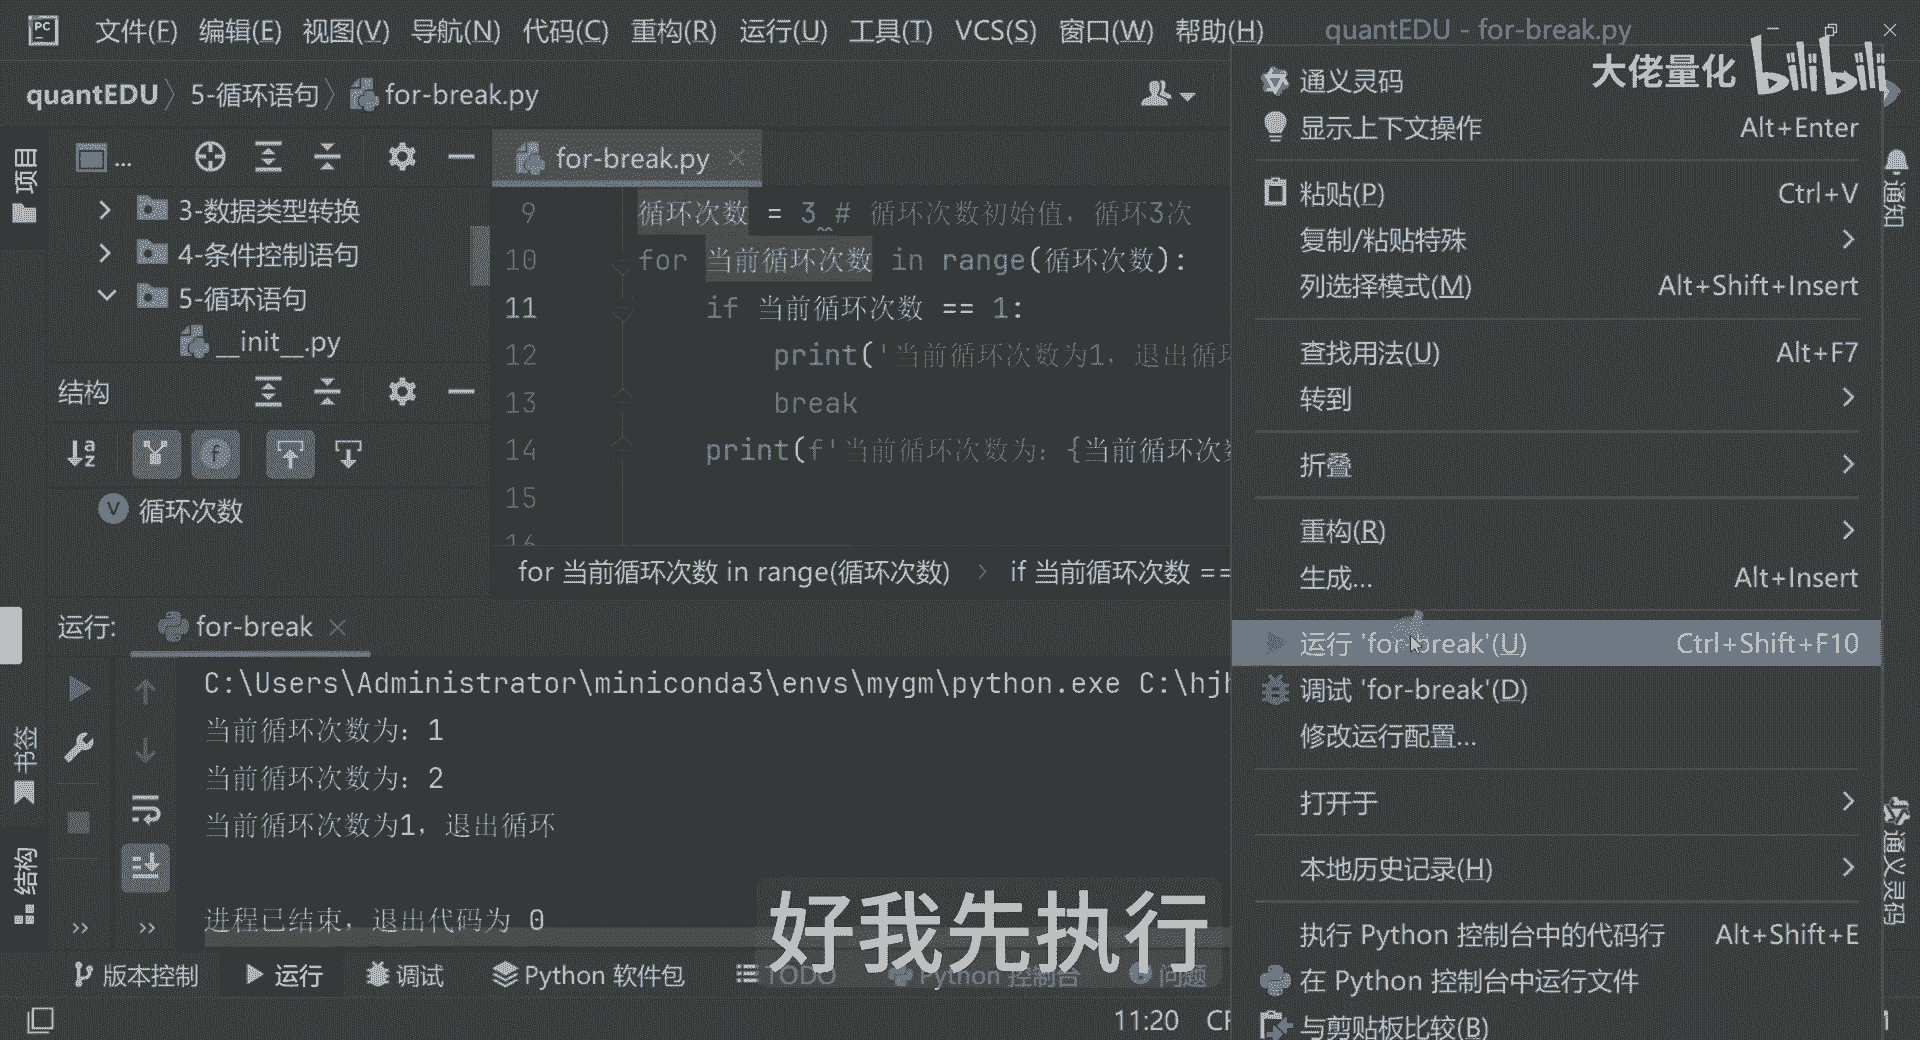 PC 文件(F) 编辑(E) 视图(V) 导航(N) 代码(C) 重构(R) 运行(U) 工具(T) VCS(S) 窗口(W) 帮助(H) quantEDU - for-break.py
大佬量化 bilibili
quantEDU 5-循环语句 for-break.py
项目
...
3-数据类型转换
4-条件控制语句
5-循环语句
__init__.py
结构
循环次数
for-break.py
9 循环次数 = 3 # 循环次数初始值，循环3次
10 for 当前循环次数 in range(循环次数):
11 if 当前循环次数 == 1:
12 print('当前循环次数为1，退出循环
13 break
14 print(f'当前循环次数为：{当前循环次数
15
16
for 当前循环次数 in range(循环次数) if 当前循环次数 ==
运行: for-break
C:\Users\Administrator\miniconda3\envs\mygm\python.exe C:\hjh
当前循环次数为：1
当前循环次数为：2
当前循环次数为1，退出循环
进程已结束，退出代码为 0
书签
结构
好我先执行
版本控制 运行 调试 Python 软件包 TODO Python 控制台 问题
11:20
通义灵码
显示上下文操作 Alt+Enter
粘贴(P) Ctrl+V
复制/粘贴特殊
列选择模式(M) Alt+Shift+Insert
查找用法(U) Alt+F7
转到
折叠
重构(R)
生成... Alt+Insert
运行 'for-break'(U) Ctrl+Shift+F10
调试 'for-break'(D)
修改运行配置...
打开于
本地历史记录(H)
执行 Python 控制台中的代码行 Alt+Shift+E
在 Python 控制台中运行文件
与剪贴板比较(B)
通知
通义灵码